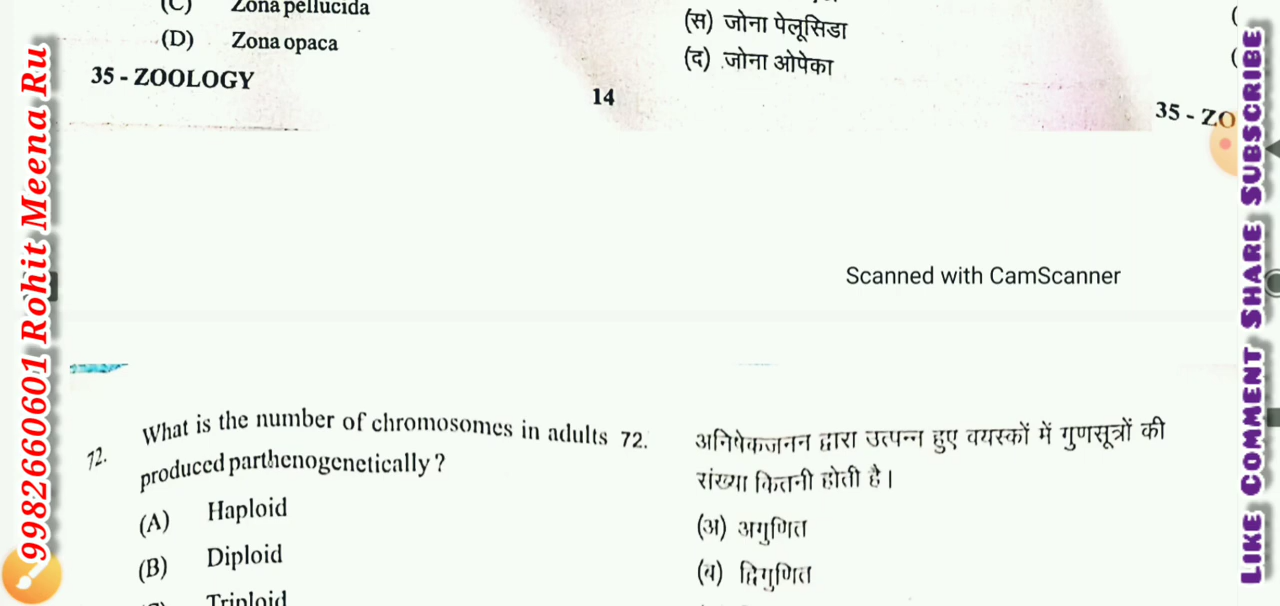 (C) Zona pellucida
(D) Zona opaca
35 - ZOOLOGY
14
(स) जोना पेलूसिडा
(द) जोना ओपेका
35 - ZO
Scanned with CamScanner
72. What is the number of chromosomes in adults
produced parthenogenetically ?
(A) Haploid
(B) Diploid
Triploid
72. अनिषेकजनन द्वारा उत्पन्न हुए वयस्कों में गुणसूत्रों की
संख्या कितनी होती है ।
(अ) अगुणित
(ब) द्विगुणित
9982660601 Rohit Meena Ru
LIKE COMMENT SHARE SUBSCRIBE